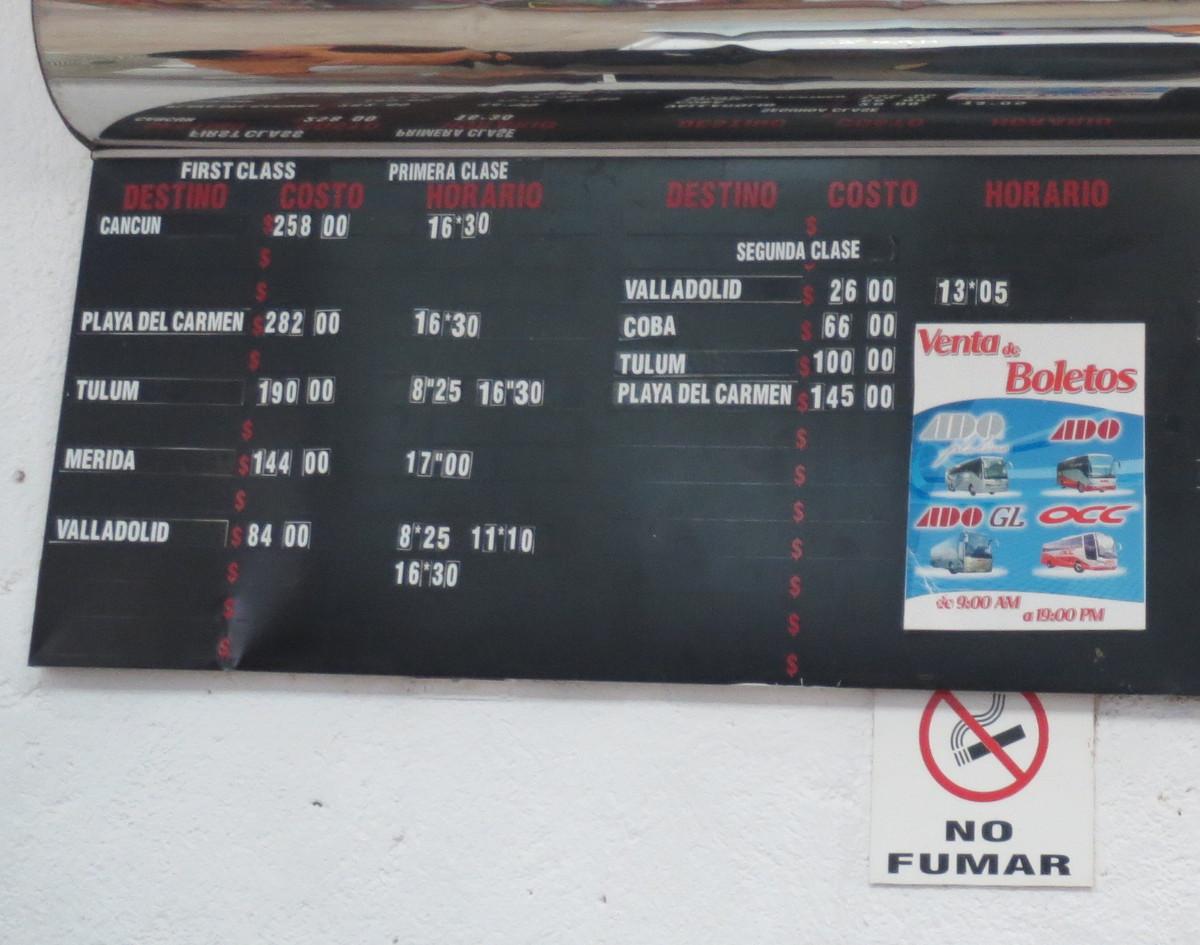 FIRST CLASS PRIMERA CLASE
DESTINO COSTO HORARIO
CANCUN $258 00 16*30
$
$
PLAYA DEL CARMEN $282 00 16*30
$
TULUM 190 00 8"25 16"30
$
MERIDA $144 00 17"00
$
VALLADOLID $84 00 8*25 11*10
$ 16*30
$
$
DESTINO COSTO HORARIO
$
SEGUNDA CLASE
VALLADOLID $26 00 13*05
COBA $66 00
TULUM $100 00
PLAYA DEL CARMEN $145 00
$
$
$
$
$
$
$
Venta de
Boletos
ADO ADO
ADO GL OCC
de 9:00 AM
a 19:00 PM
NO
FUMAR